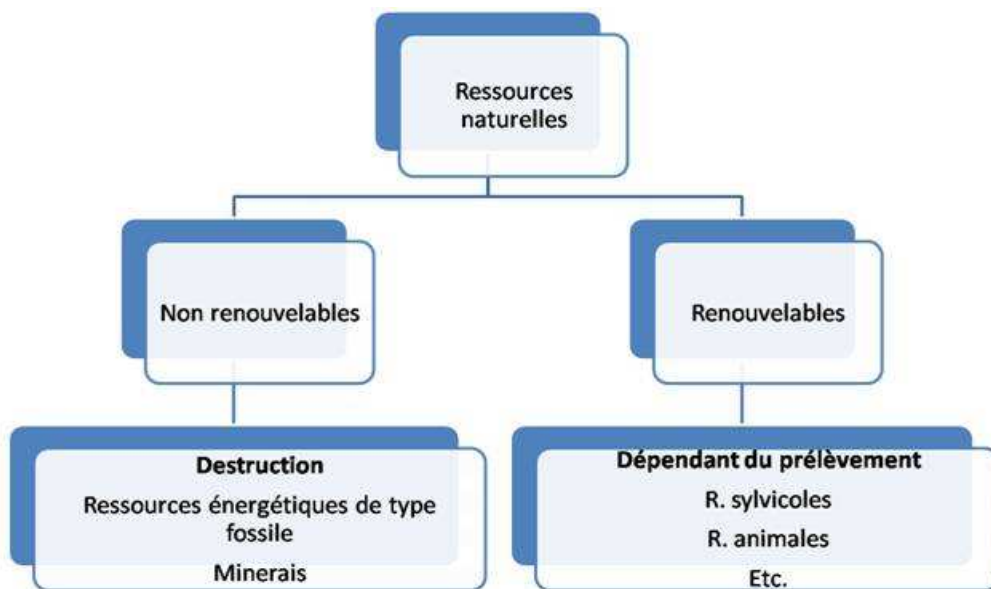 Ressources
naturelles
Non renouvelables
Renouvelables
Destruction
Ressources énergétiques de type
fossile
Minerais
Dépendant du prélèvement
R. sylvicoles
R. animales
Etc.